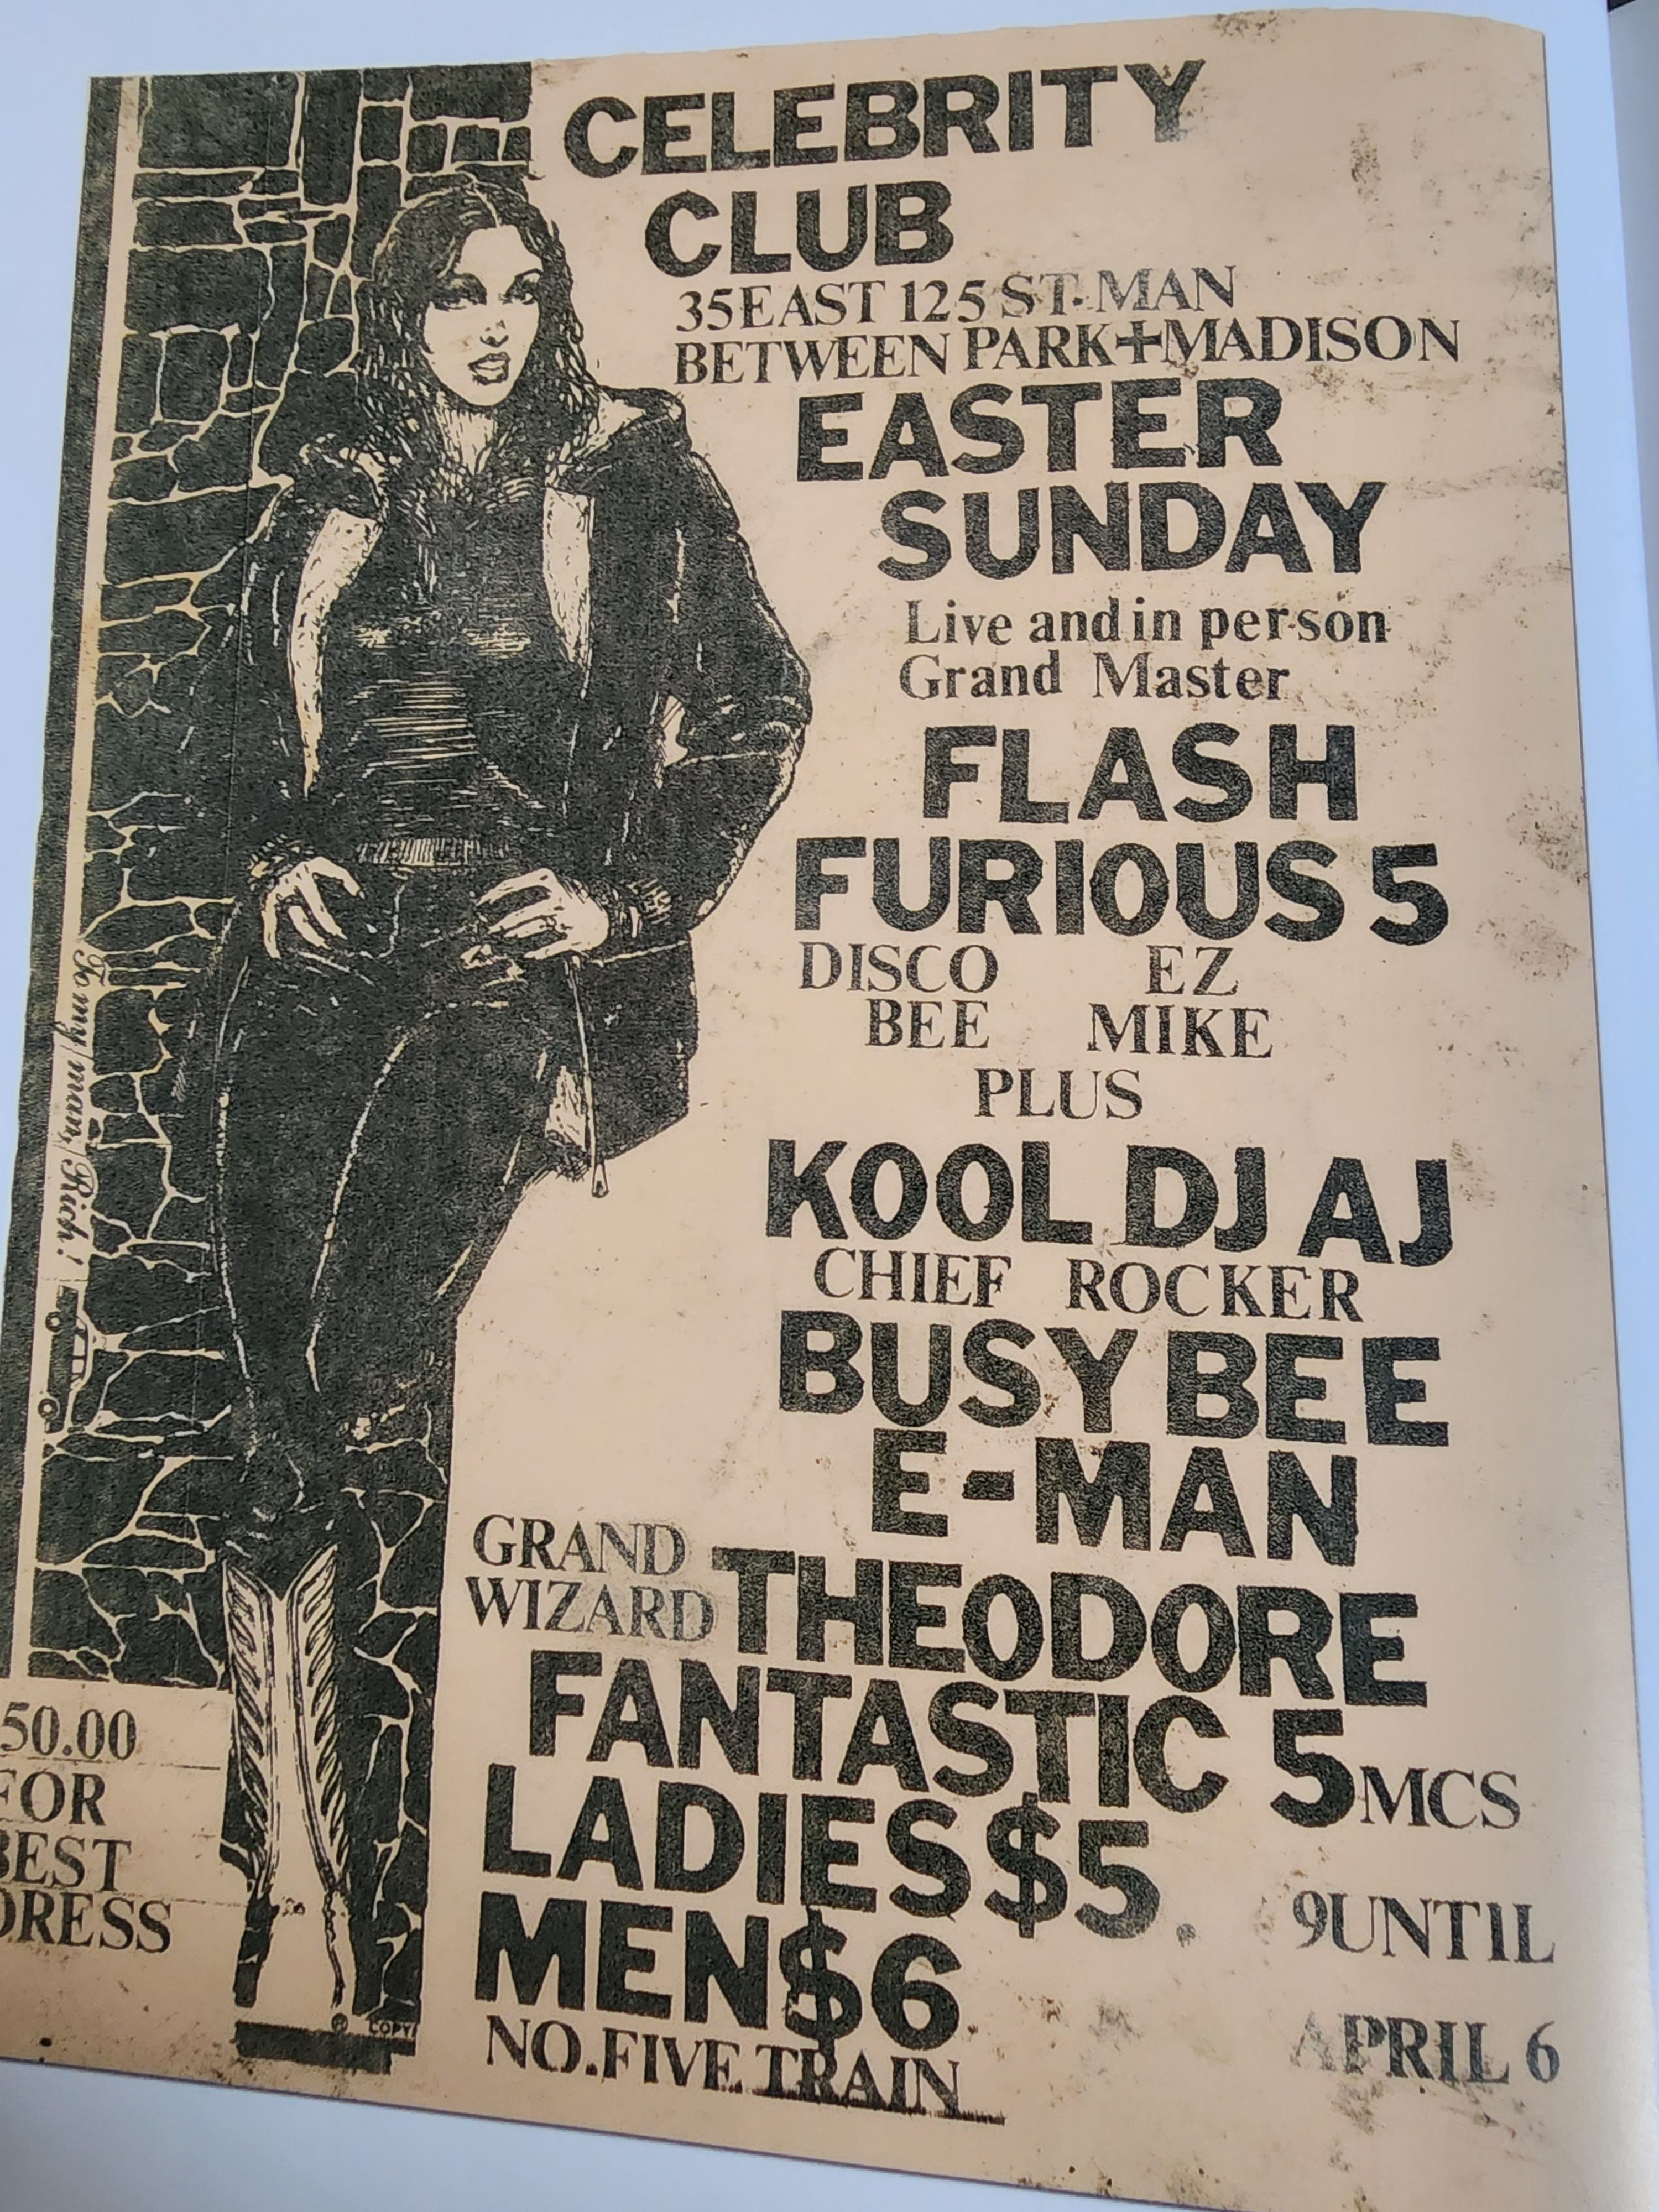 CELEBRITY
CLUB
35 EAST 125 ST. MAN
BETWEEN PARK+MADISON
EASTER
SUNDAY
Live and in person
Grand Master
FLASH
FURIOUS 5
DISCO EZ
BEE MIKE
PLUS
KOOL DJ AJ
CHIEF ROCKER
BUSY BEE
E-MAN
GRAND
WIZARD THEODORE
FANTASTIC 5 MCS
LADIES $5.
MEN $6
NO. FIVE TRAIN
9 UNTIL
APRIL 6
50.00
FOR
BEST
DRESS
To my man, Rich!
® COPY